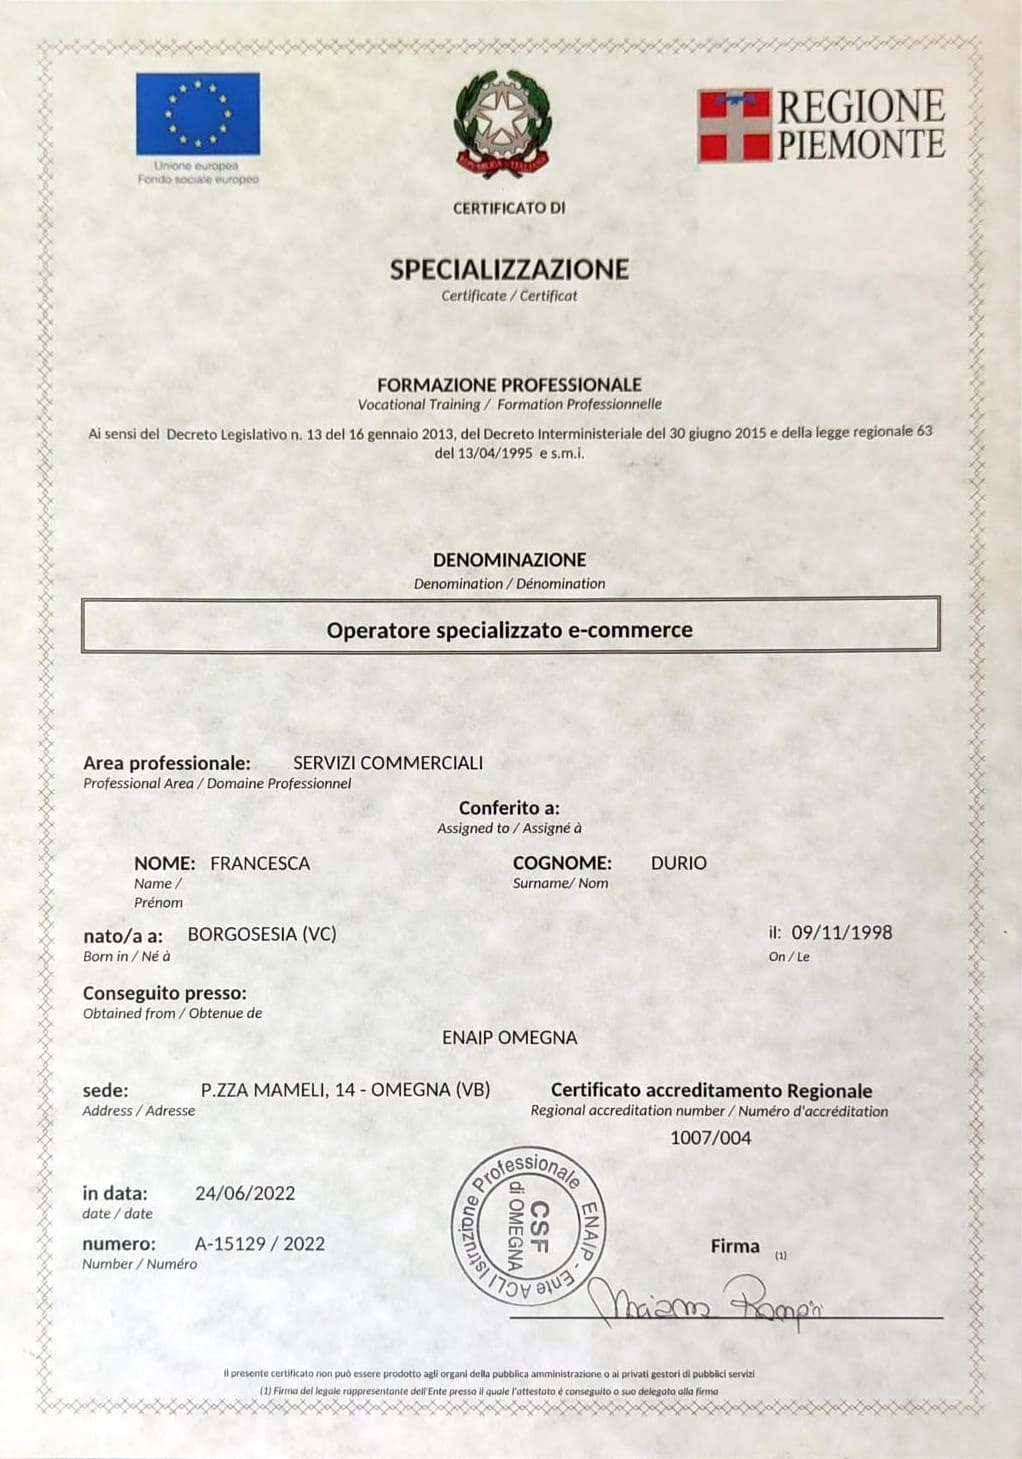 Unione europea
Fondo sociale europeo
REPVBBLICA ITALIANA
REGIONE
PIEMONTE
CERTIFICATO DI
SPECIALIZZAZIONE
Certificate / Certificat
FORMAZIONE PROFESSIONALE
Vocational Training / Formation Professionnelle
Ai sensi del Decreto Legislativo n. 13 del 16 gennaio 2013, del Decreto Interministeriale del 30 giugno 2015 e della legge regionale 63
del 13/04/1995 e s.m.i.
DENOMINAZIONE
Denomination / Dénomination
Operatore specializzato e-commerce
Area professionale: SERVIZI COMMERCIALI
Professional Area / Domaine Professionnel
Conferito a:
Assigned to / Assigné à
NOME: FRANCESCA COGNOME: DURIO
Name / Surname/ Nom
Prénom
nato/a a: BORGOSESIA (VC) il: 09/11/1998
Born in / Né à On / Le
Conseguito presso:
Obtained from / Obtenue de
ENAIP OMEGNA
sede: P.ZZA MAMELI, 14 - OMEGNA (VB) Certificato accreditamento Regionale
Address / Adresse Regional accreditation number / Numéro d'accréditation
1007/004
in data: 24/06/2022
date / date
numero: A-15129 / 2022
Number / Numéro
ENAIP - Ente ACLI Istruzione Professionale
CSF
di OMEGNA
Firma (1)
Il presente certificato non può essere prodotto agli organi della pubblica amministrazione o ai privati gestori di pubblici servizi
(1) Firma del legale rappresentante dell'Ente presso il quale l'attestato è conseguito o suo delegato alla firma